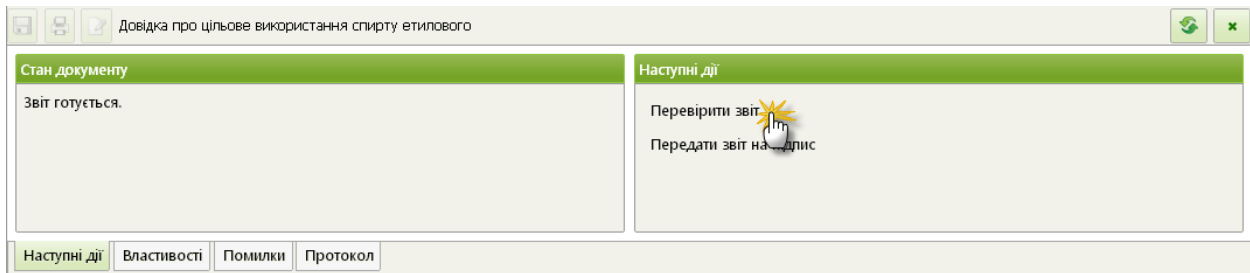 Довідка про цільове використання спирту етилового
Стан документу
Звіт готується.
Наступні дії
Перевірити звіт
Передати звіт на підпис
Наступні дії Властивості Помилки Протокол